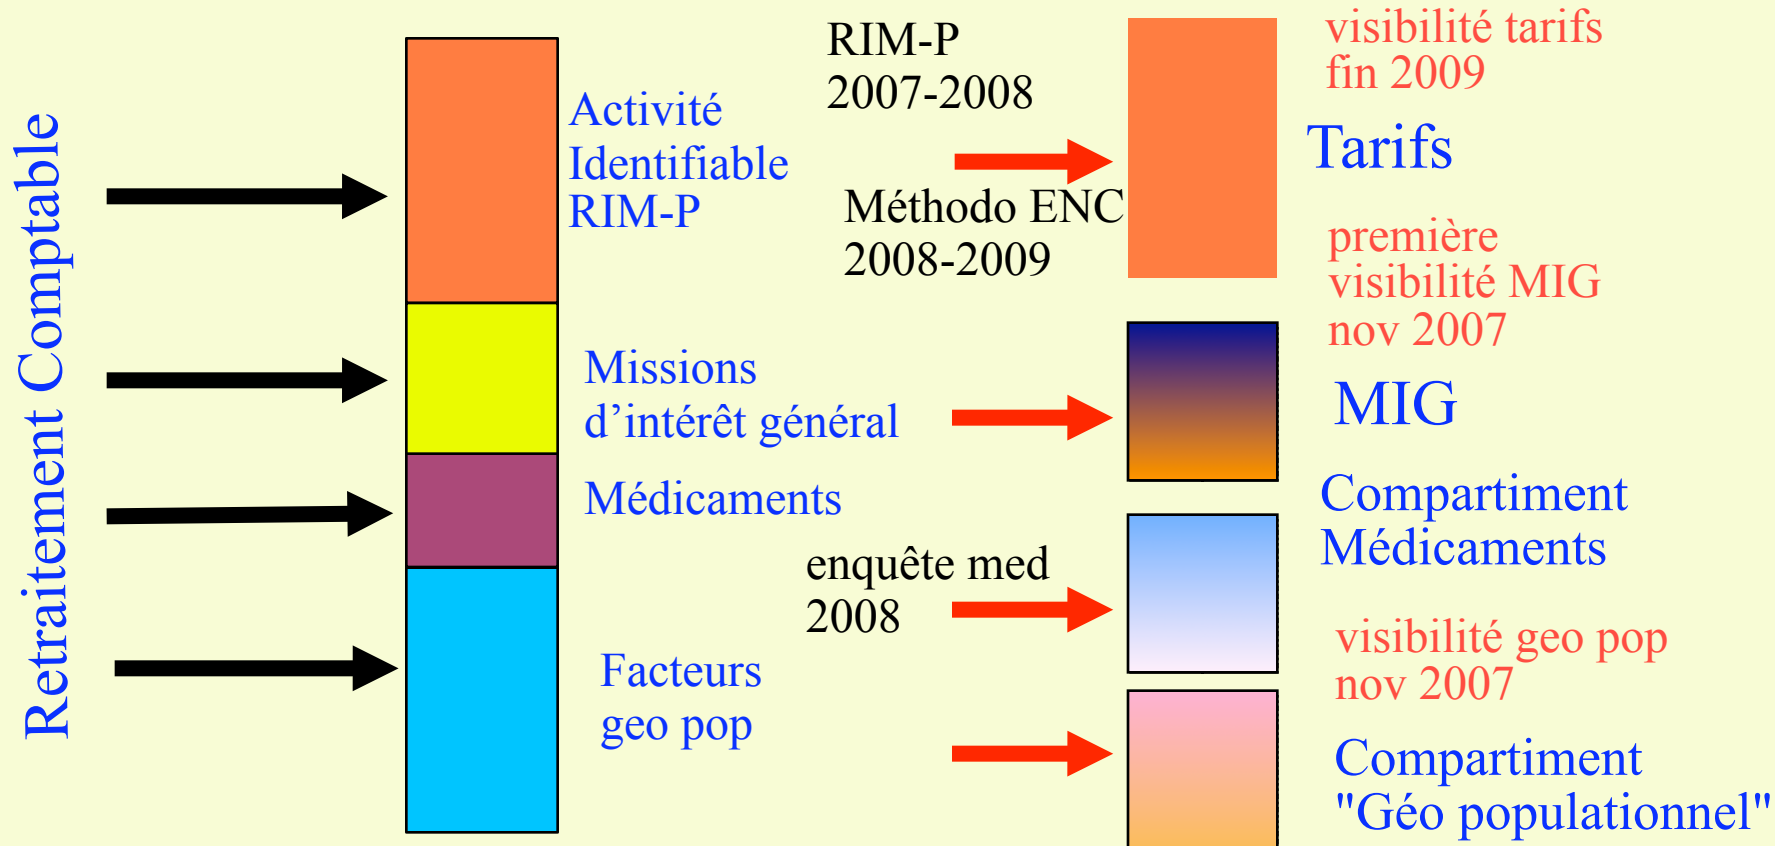 Retraitement Comptable
Activité
Identifiable
RIM-P
Missions
d’intérêt général
Médicaments
Facteurs
geo pop
RIM-P
2007-2008
Méthodo ENC
2008-2009
enquête med
2008
visibilité tarifs
fin 2009
Tarifs
première
visibilité MIG
nov 2007
MIG
Compartiment
Médicaments
visibilité geo pop
nov 2007
Compartiment
"Géo populationnel"